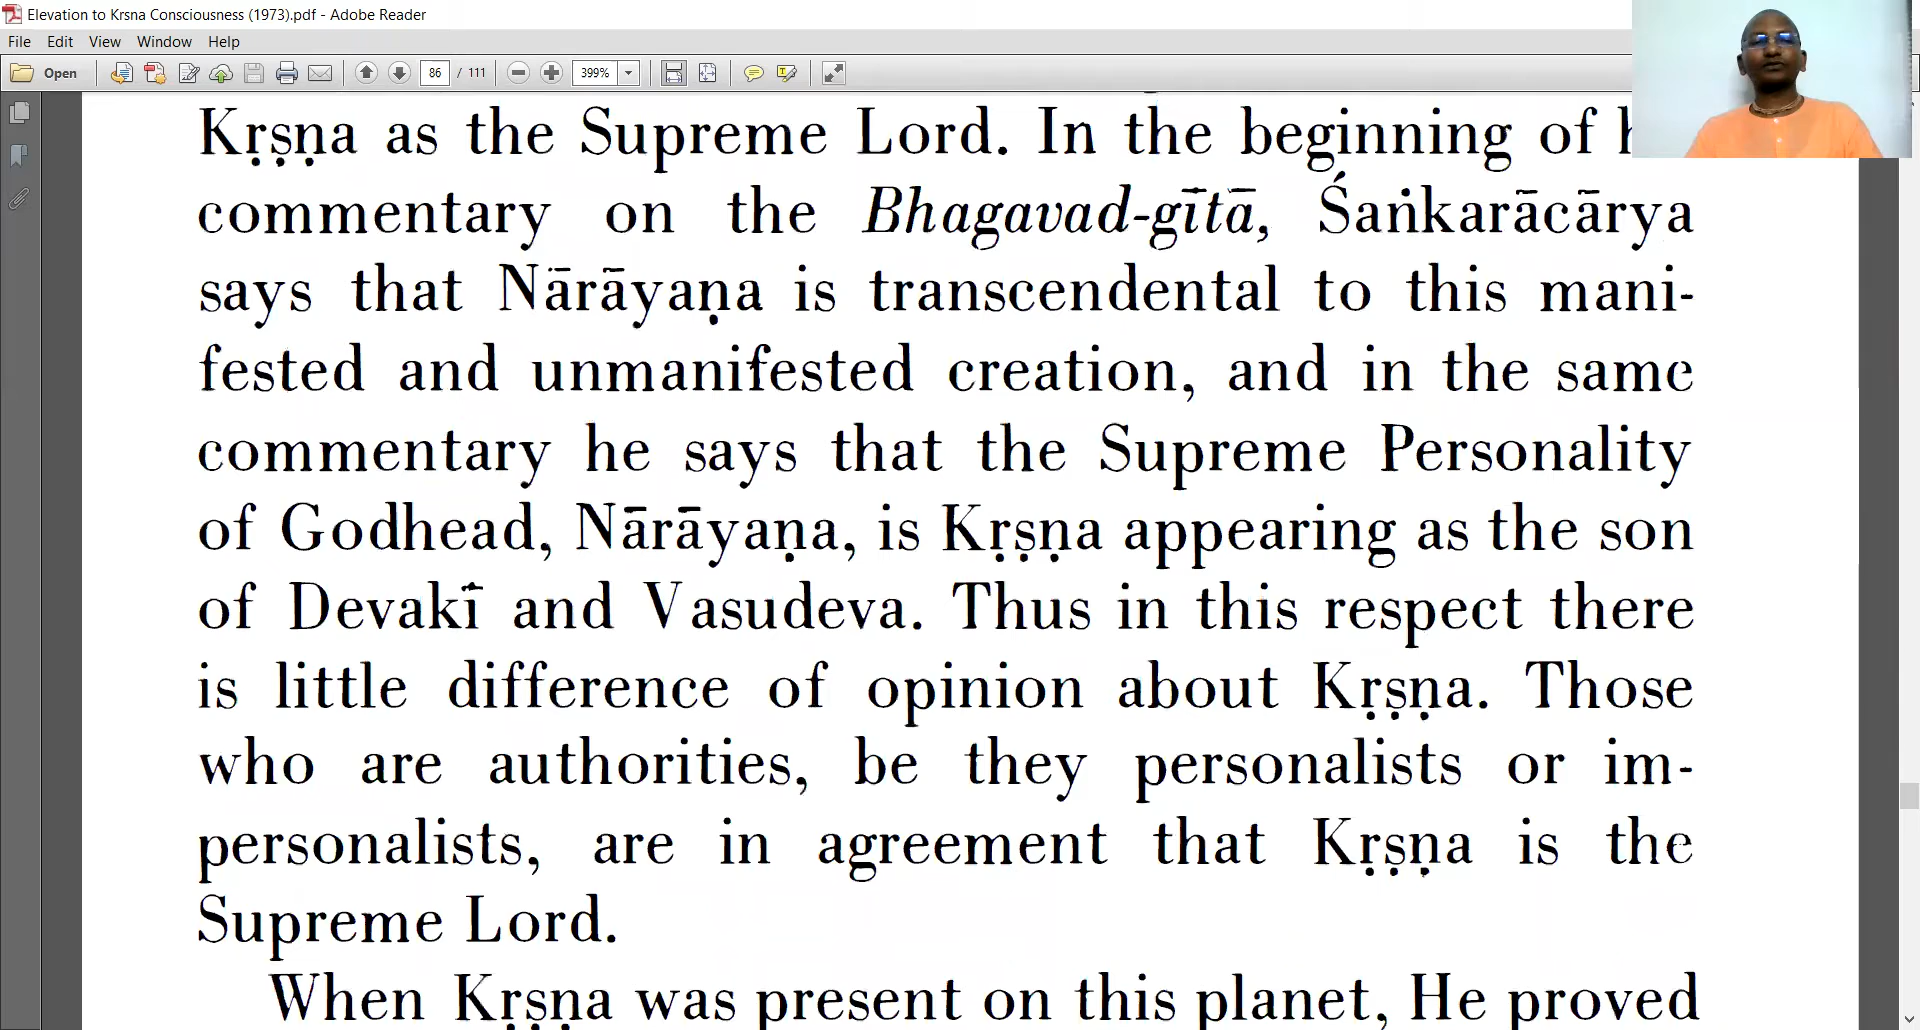 Elevation to Krsna Consciousness (1973).pdf - Adobe Reader
File Edit View Window Help
Open 86 / 111 399%
Kṛṣṇa as the Supreme Lord. In the beginning of
commentary on the Bhagavad-gītā, Śaṅkarācārya
says that Nārāyaṇa is transcendental to this mani-
fested and unmanifested creation, and in the same
commentary he says that the Supreme Personality
of Godhead, Nārāyaṇa, is Kṛṣṇa appearing as the son
of Devakī and Vasudeva. Thus in this respect there
is little difference of opinion about Kṛṣṇa. Those
who are authorities, be they personalists or im-
personalists, are in agreement that Kṛṣṇa is the
Supreme Lord.
When Kṛṣṇa was present on this planet, He proved